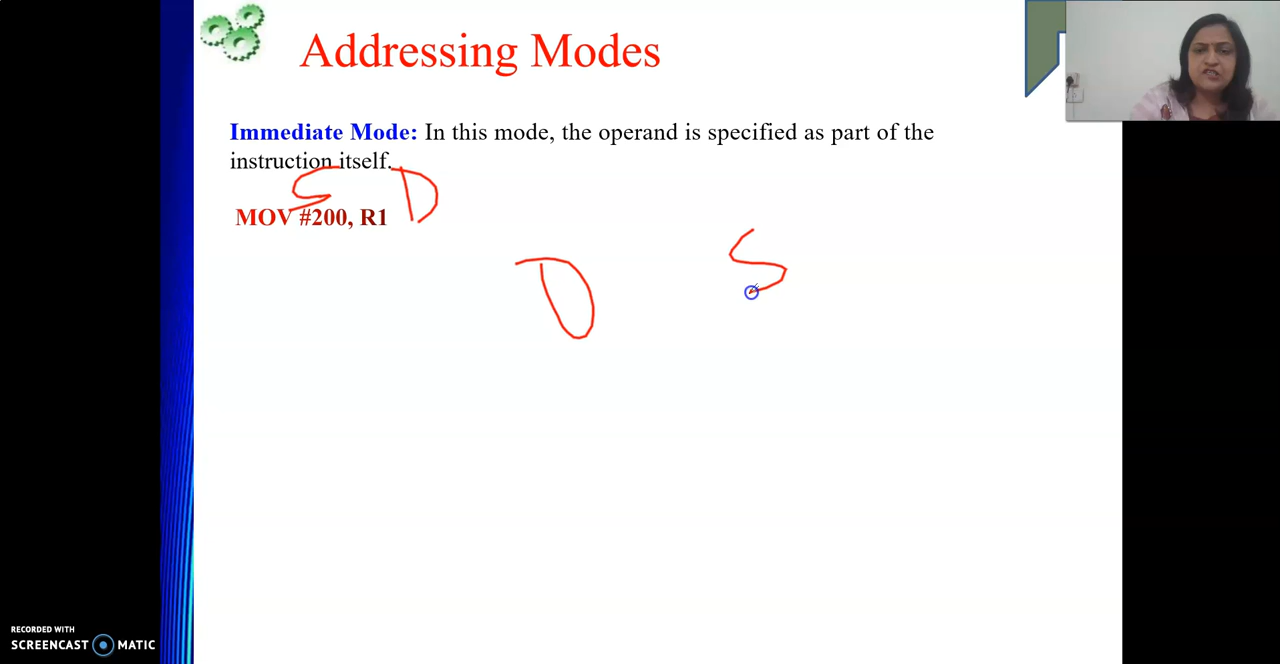 Addressing Modes
Immediate Mode: In this mode, the operand is specified as part of the
instruction itself.
S D
MOV #200, R1
D S
RECORDED WITH
SCREENCAST MATIC